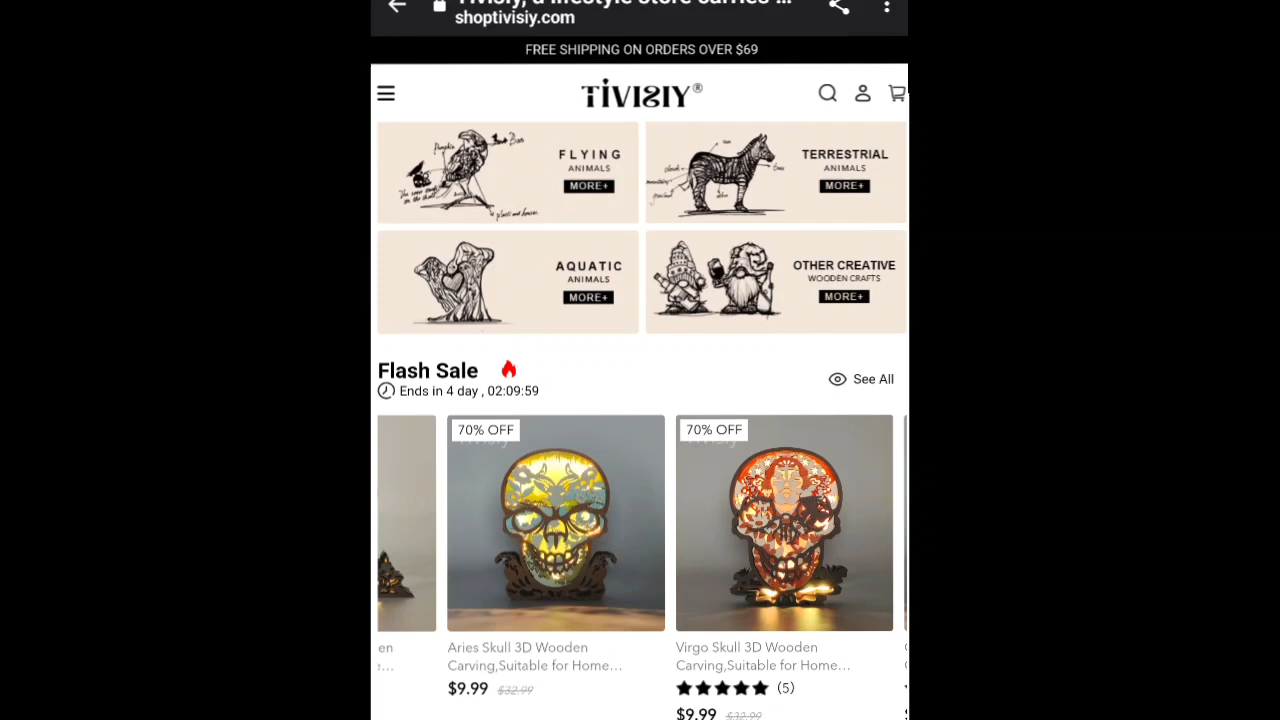 shoptivisiy.com
FREE SHIPPING ON ORDERS OVER $69
TIVISIY®
FLYING
ANIMALS
MORE+
TERRESTRIAL
ANIMALS
MORE+
AQUATIC
ANIMALS
MORE+
OTHER CREATIVE
WOODEN CRAFTS
MORE+
Flash Sale
Ends in 4 day , 02:09:59
See All
70% OFF
70% OFF
en
e...
Aries Skull 3D Wooden
Carving,Suitable for Home...
$9.99 $32.99
Virgo Skull 3D Wooden
Carving,Suitable for Home...
(5)
$9.99 $32.99